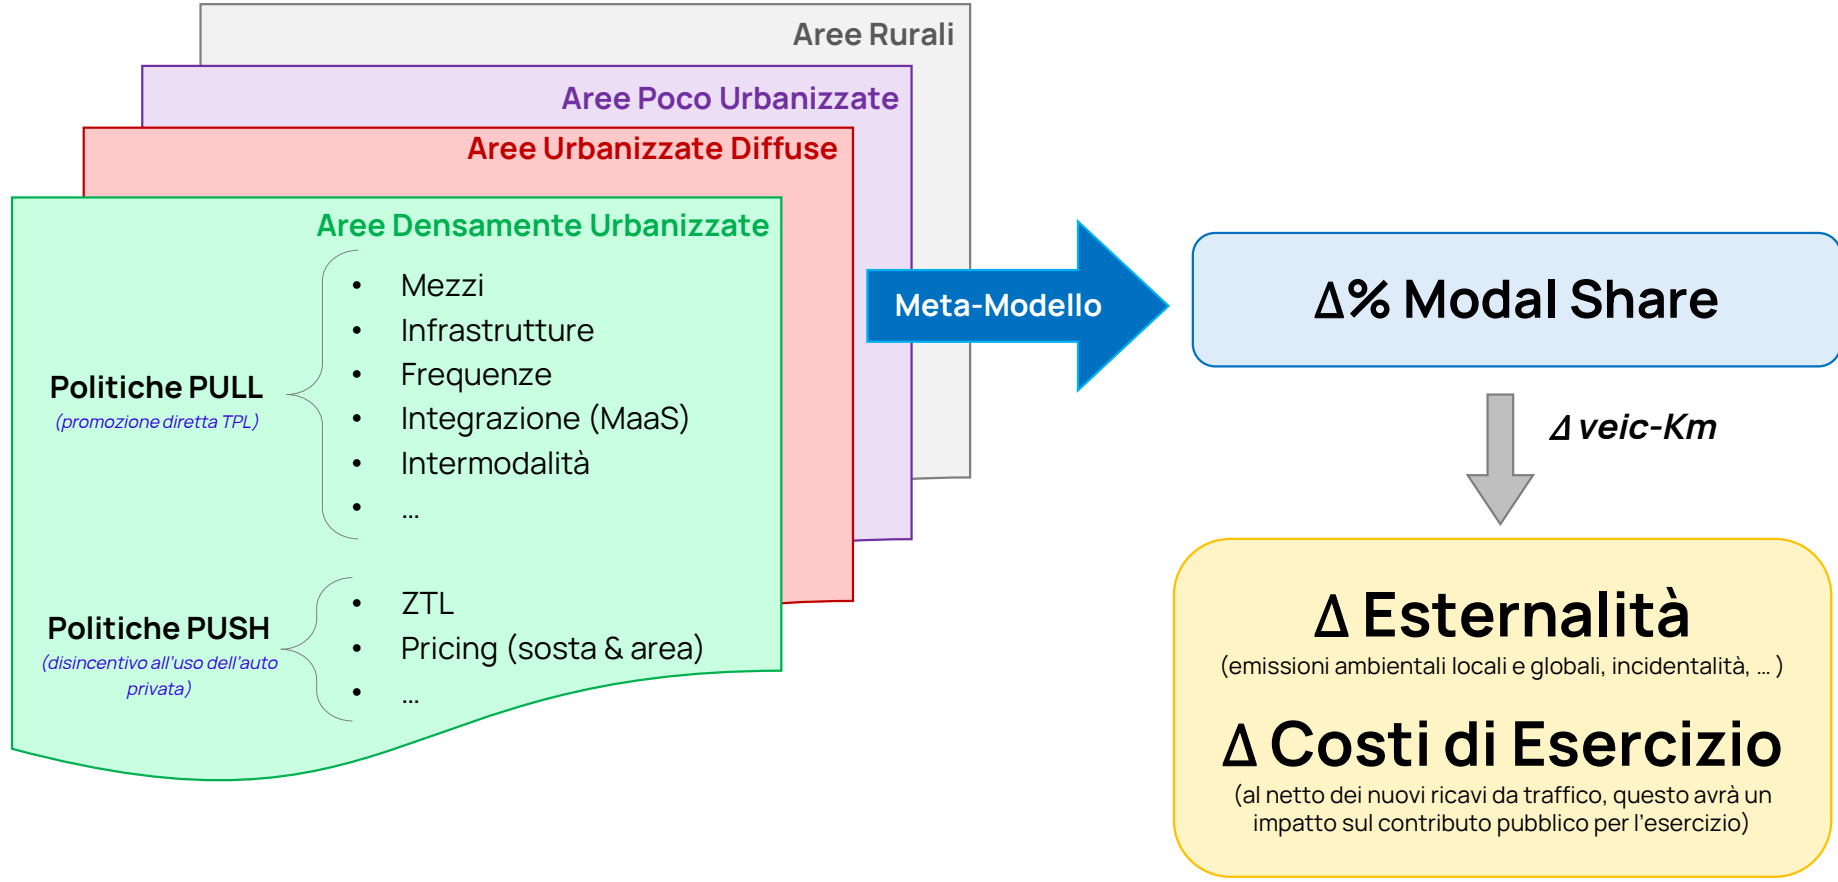 Aree Rurali
Aree Poco Urbanizzate
Aree Urbanizzate Diffuse
Aree Densamente Urbanizzate
Politiche PULL
(promozione diretta TPL)
• Mezzi
• Infrastrutture
• Frequenze
• Integrazione (MaaS)
• Intermodalità
• ...
Politiche PUSH
(disincentivo all'uso dell'auto
privata)
• ZTL
• Pricing (sosta & area)
• ...
Meta-Modello
Δ% Modal Share
Δ veic-Km
Δ Esternalità
(emissioni ambientali locali e globali, incidentalità, ... )
Δ Costi di Esercizio
(al netto dei nuovi ricavi da traffico, questo avrà un
impatto sul contributo pubblico per l'esercizio)